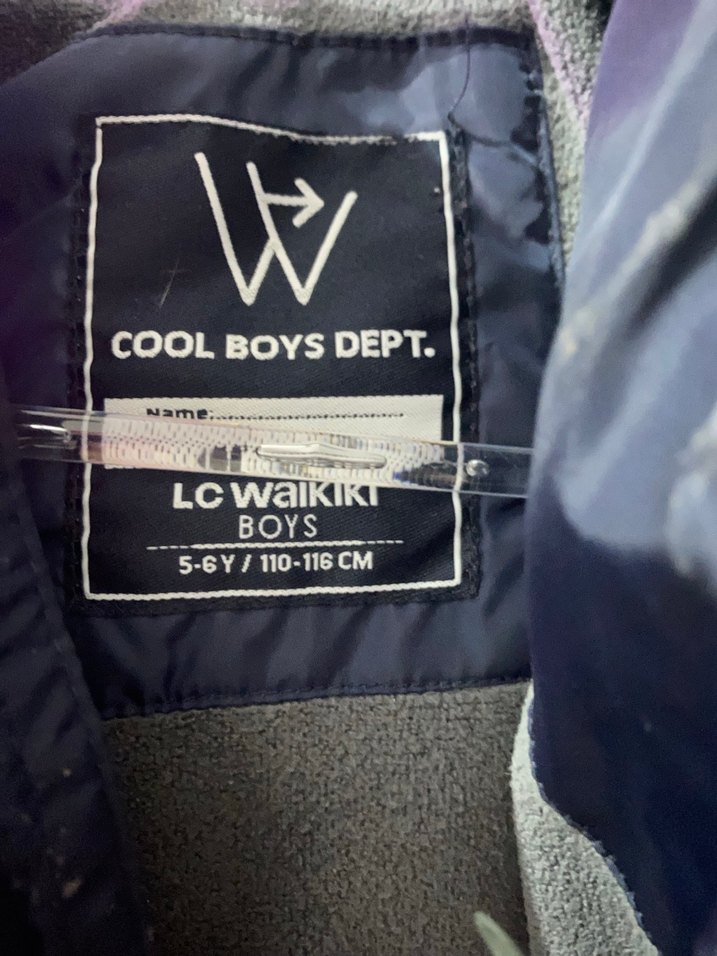 W
COOL BOYS DEPT.
Name:
LC Waikiki
BOYS
5-6 Y / 110-116 CM